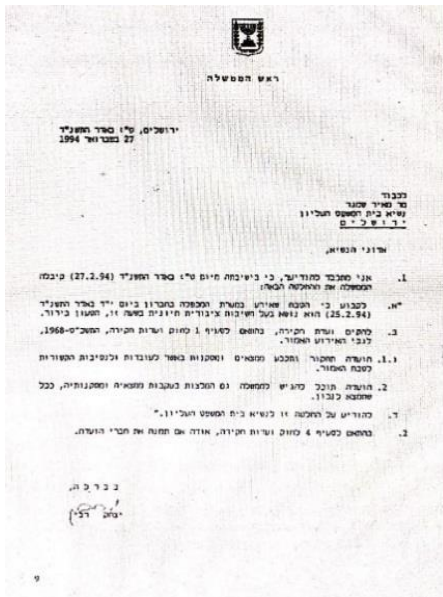 ראש הממשלה
ירושלים, ט"ז באדר התשנ"ד
27 בפברואר 1994
לכבוד
מר מאיר שמגר
נשיא בית המשפט העליון
ירושלים
אדוני הנשיא,
1. אני מתכבד להודיעך, כי בישיבתה מיום ט"ז באדר התשנ"ד (27.2.94) קיבלה
הממשלה את ההחלטה הבאה:
"א. לקבוע כי הטבח שאירע במערת המכפלה בחברון ביום י"ד באדר התשנ"ד
(25.2.94) הוא נושא בעל חשיבות ציבורית חיונית בשעה זו, הטעון בירור.
ב. להקים ועדת חקירה, בהתאם לסעיף 1 לחוק ועדות חקירה, התשכ"ט-1968,
לגבי האירוע האמור.
ג.1. הועדה תחקור ותקבע ממצאים ומסקנות באשר לעובדות ולנסיבות הקשורות
לטבח האמור.
2. הועדה תוכל להגיש לממשלה גם המלצות בעקבות ממצאיה ומסקנותיה, ככל
שתמצא לנכון.
ד. להודיע על החלטה זו לנשיא בית המשפט העליון."
2. בהתאם לסעיף 4 לחוק ועדות חקירה, אודה אם תמנה את חברי הועדה.
בברכה,
יצחק רבין
9